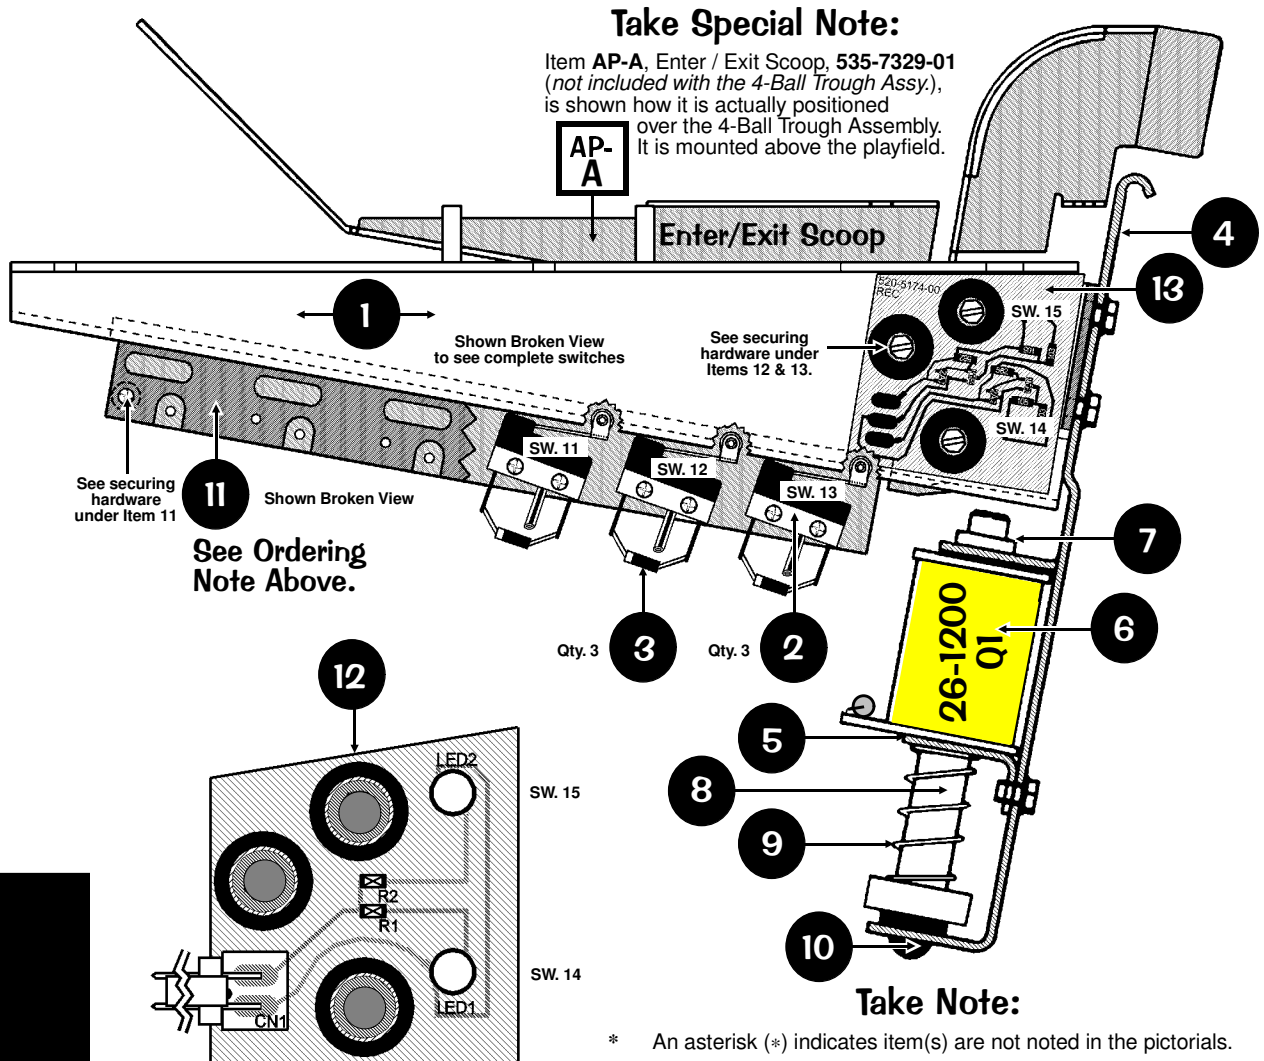 Take Special Note:
Item AP-A, Enter / Exit Scoop, 535-7329-01
(not included with the 4-Ball Trough Assy.),
is shown how it is actually positioned
over the 4-Ball Trough Assembly.
It is mounted above the playfield.
AP-
A
Enter/Exit Scoop
4
13
1
520-5174-00
REC
SW. 15
Shown Broken View
to see complete switches
See securing
hardware under
Items 12 & 13.
SW. 14
SW. 11
SW. 12
SW. 13
See securing
hardware
under Item 11
11
Shown Broken View
See Ordering
Note Above.
7
26-1200
Q1
6
Qty. 3
3
Qty. 3
2
12
5
8
9
10
LED2
SW. 15
R2
R1
SW. 14
LED1
CN1
Take Note:
* An asterisk (*) indicates item(s) are not noted in the pictorials.